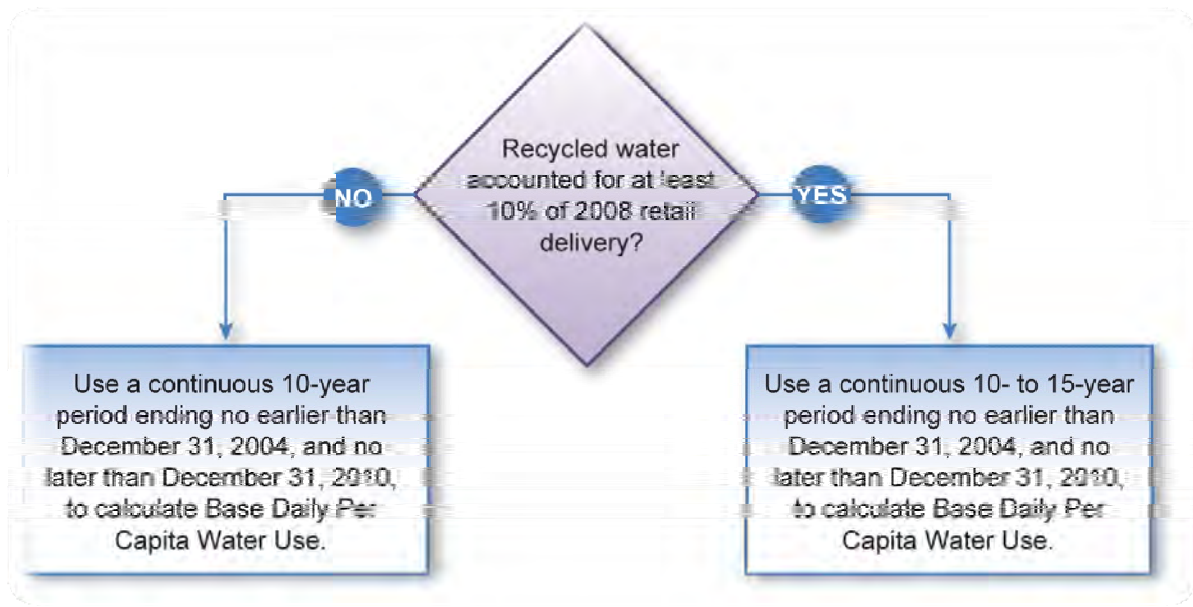 Recycled water
accounted for at least
10% of 2008 retail
delivery?
NO
YES
Use a continuous 10-year
period ending no earlier than
December 31, 2004, and no
later than December 31, 2010,
to calculate Base Daily Per
Capita Water Use.
Use a continuous 10- to 15-year
period ending no earlier than
December 31, 2004, and no
later than December 31, 2010,
to calculate Base Daily Per
Capita Water Use.